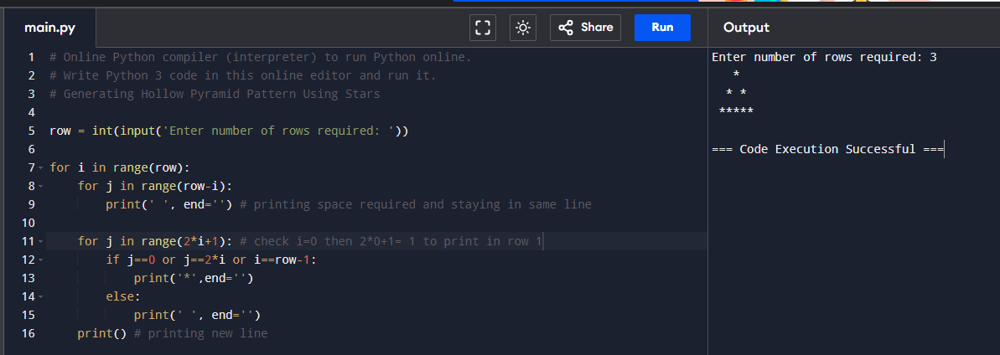 main.py
Share
Run
Output
1 # Online Python compiler (interpreter) to run Python online.
2 # Write Python 3 code in this online editor and run it.
3 # Generating Hollow Pyramid Pattern Using Stars
4
5 row = int(input('Enter number of rows required: '))
6
7 for i in range(row):
8     for j in range(row-i):
9         print(' ', end='') # printing space required and staying in same line
10
11     for j in range(2*i+1): # check i=0 then 2*0+1= 1 to print in row 1
12         if j==0 or j==2*i or i==row-1:
13             print('*',end='')
14         else:
15             print(' ', end='')
16     print() # printing new line
Enter number of rows required: 3
   *
  * *
 *****
=== Code Execution Successful ===